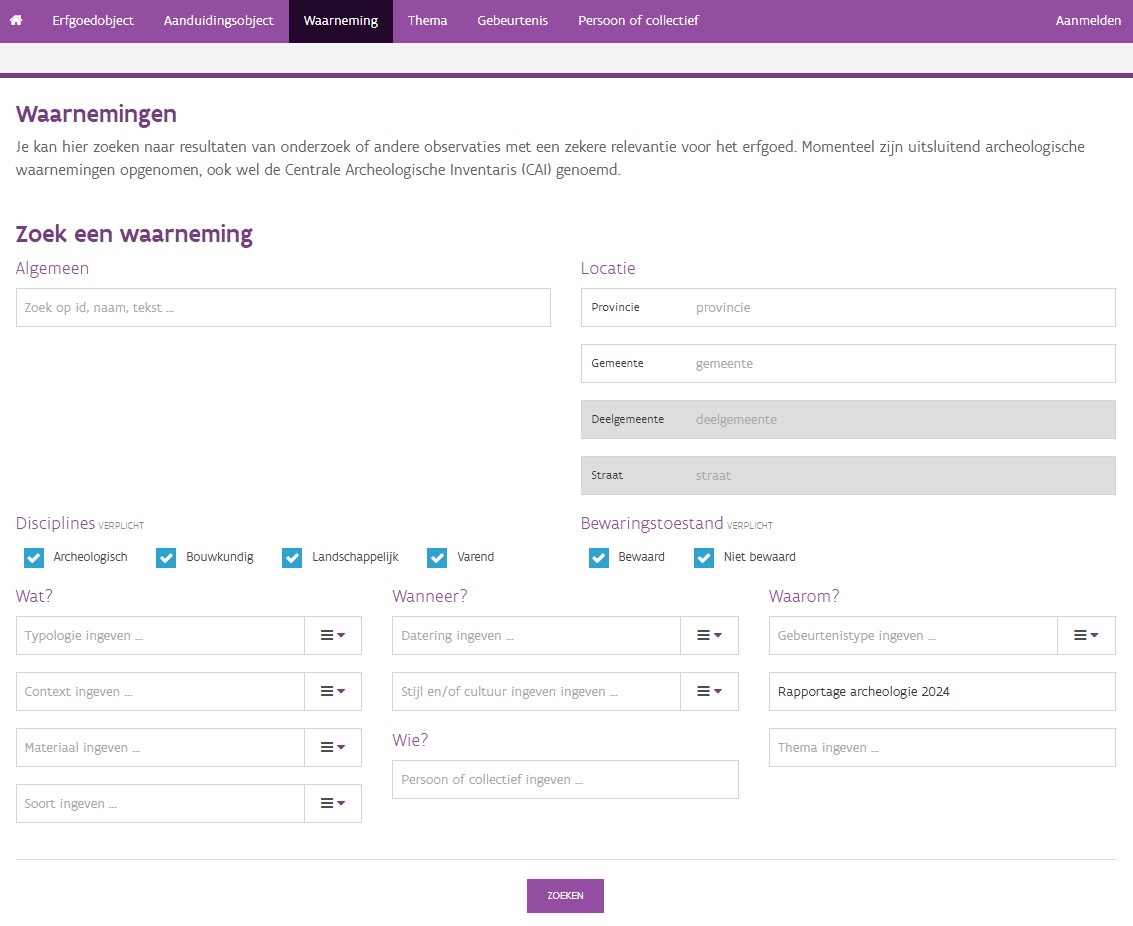 Erfgoedobject Aanduidingsobject Waarneming Thema Gebeurtenis Persoon of collectief Aanmelden
Waarnemingen
Je kan hier zoeken naar resultaten van onderzoek of andere observaties met een zekere relevantie voor het erfgoed. Momenteel zijn uitsluitend archeologische
waarnemingen opgenomen, ook wel de Centrale Archeologische Inventaris (CAI) genoemd.
Zoek een waarneming
Algemeen
Zoek op id, naam, tekst ...
Locatie
Provincie provincie
Gemeente gemeente
Deelgemeente deelgemeente
Straat straat
Disciplines VERPLICHT
Archeologisch Bouwkundig Landschappelijk Varend
Bewaringstoestand VERPLICHT
Bewaard Niet bewaard
Wat?
Typologie ingeven ...
Context ingeven ...
Materiaal ingeven ...
Soort ingeven ...
Wanneer?
Datering ingeven ...
Stijl en/of cultuur ingeven ingeven ...
Wie?
Persoon of collectief ingeven ...
Waarom?
Gebeurtenistype ingeven ...
Rapportage archeologie 2024
Thema ingeven ...
ZOEKEN